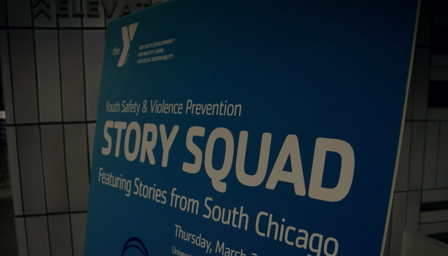 ELEVAT
the Y
FOR YOUTH DEVELOPMENT
FOR HEALTHY LIVING
FOR SOCIAL RESPONSIBILITY
Youth Safety & Violence Prevention
STORY SQUAD
Featuring Stories from South Chicago
Thursday, March